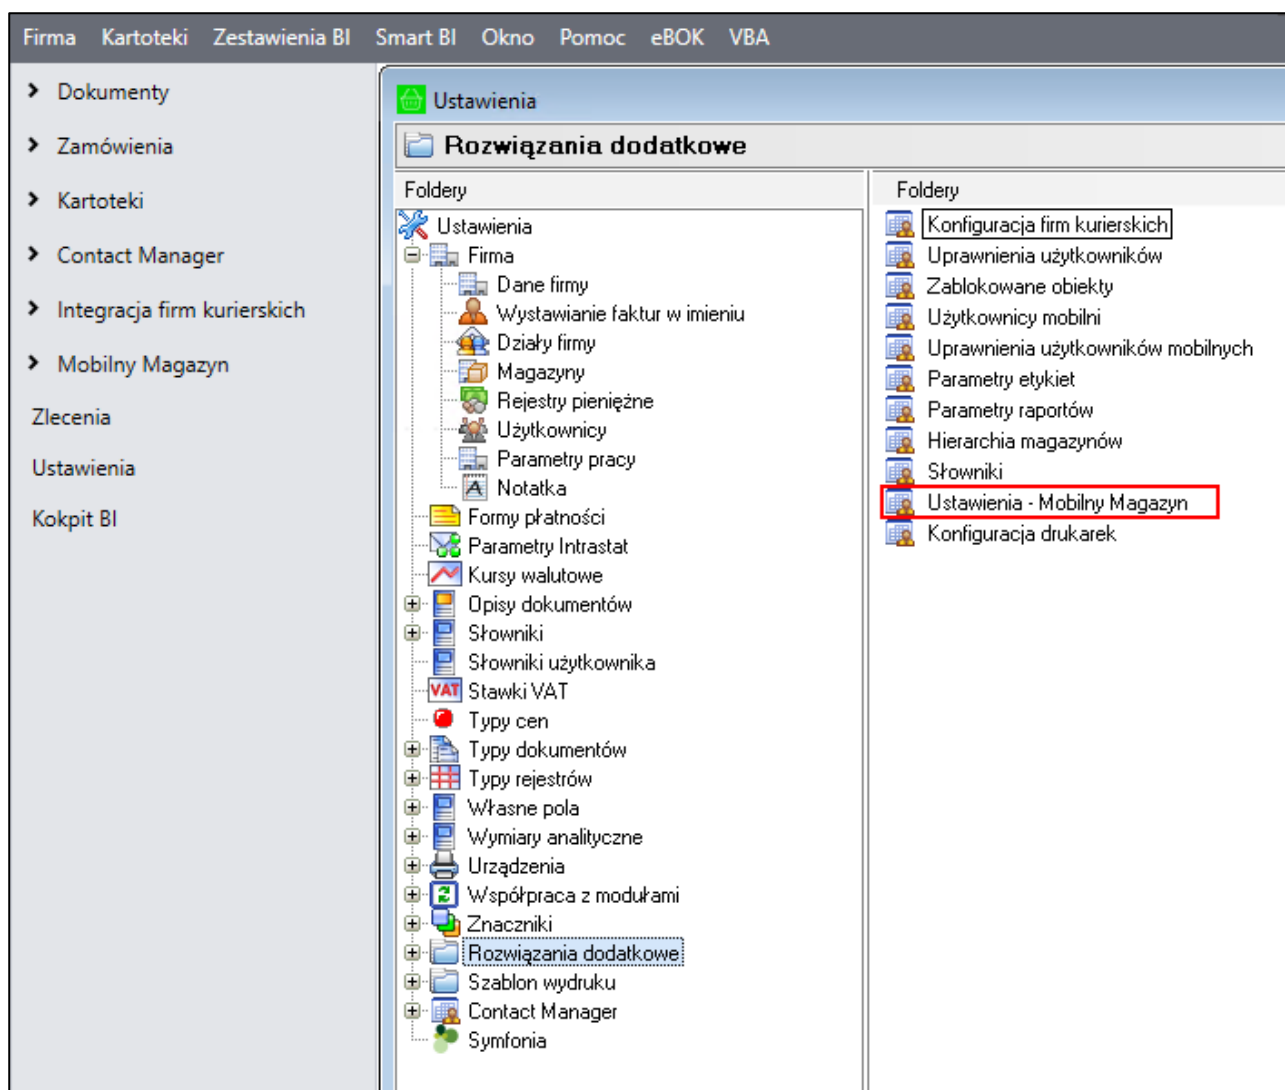 Firma Kartoteki Zestawienia BI Smart BI Okno Pomoc eBOK VBA
Dokumenty
Zamówienia
Kartoteki
Contact Manager
Integracja firm kurierskich
Mobilny Magazyn
Zlecenia
Ustawienia
Kokpit BI
Ustawienia
Rozwiązania dodatkowe
Foldery
Ustawienia
Firma
Dane firmy
Wystawianie faktur w imieniu
Działy firmy
Magazyny
Rejestry pieniężne
Użytkownicy
Parametry pracy
Notatka
Formy płatności
Parametry Intrastat
Kursy walutowe
Opisy dokumentów
Słowniki
Słowniki użytkownika
VAT Stawki VAT
Typy cen
Typy dokumentów
Typy rejestrów
Własne pola
Wymiary analityczne
Urządzenia
Współpraca z modułami
Znaczniki
Rozwiązania dodatkowe
Szablon wydruku
Contact Manager
Symfonia
Foldery
Konfiguracja firm kurierskich
Uprawnienia użytkowników
Zablokowane obiekty
Użytkownicy mobilni
Uprawnienia użytkowników mobilnych
Parametry etykiet
Parametry raportów
Hierarchia magazynów
Słowniki
Ustawienia - Mobilny Magazyn
Konfiguracja drukarek